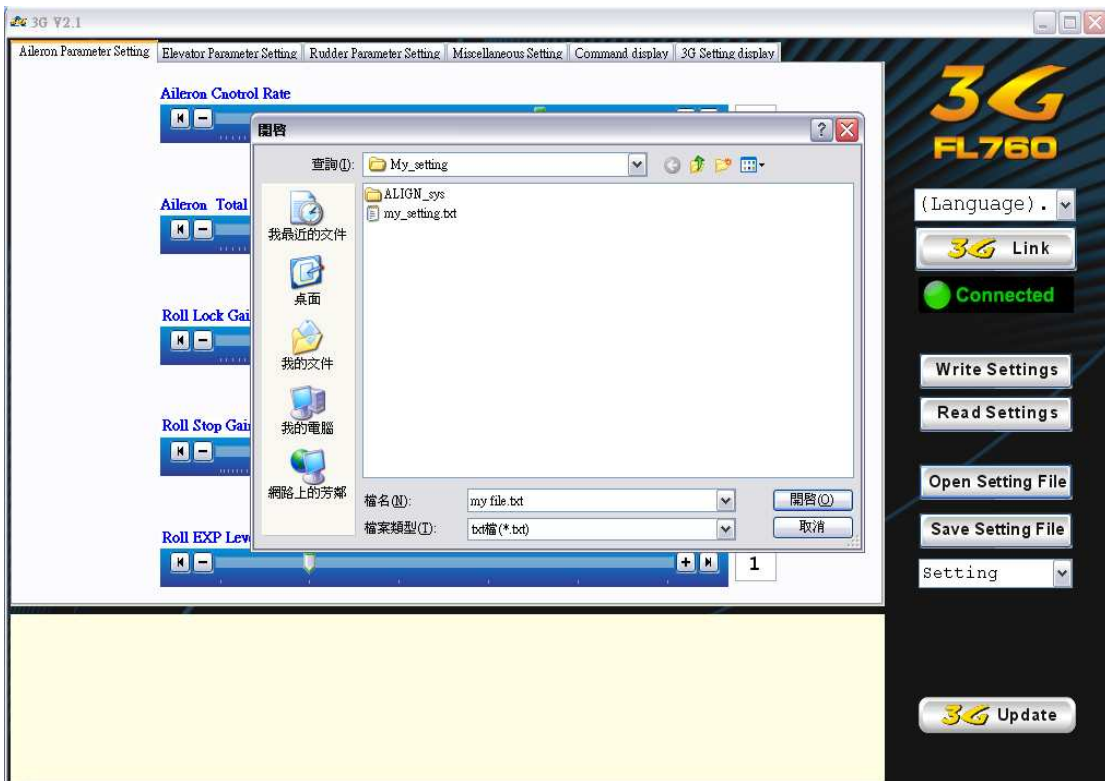 3G V2.1
Aileron Parameter Setting Elevator Parameter Setting Rudder Parameter Setting Miscellaneous Setting Command display 3G Setting display
Aileron Cnotrol Rate
Aileron Total
Roll Lock Gai
Roll Stop Gai
Roll EXP Lev
1
開啓
查詢(I):
My_setting
ALIGN_sys
my_setting.txt
我最近的文件
桌面
我的文件
我的電腦
網路上的芳鄰
檔名(N):
my file.txt
開啓(O)
檔案類型(T):
txt檔(*.txt)
取消
3G
FL760
(Language).
3G Link
Connected
Write Settings
Read Settings
Open Setting File
Save Setting File
Setting
3G Update